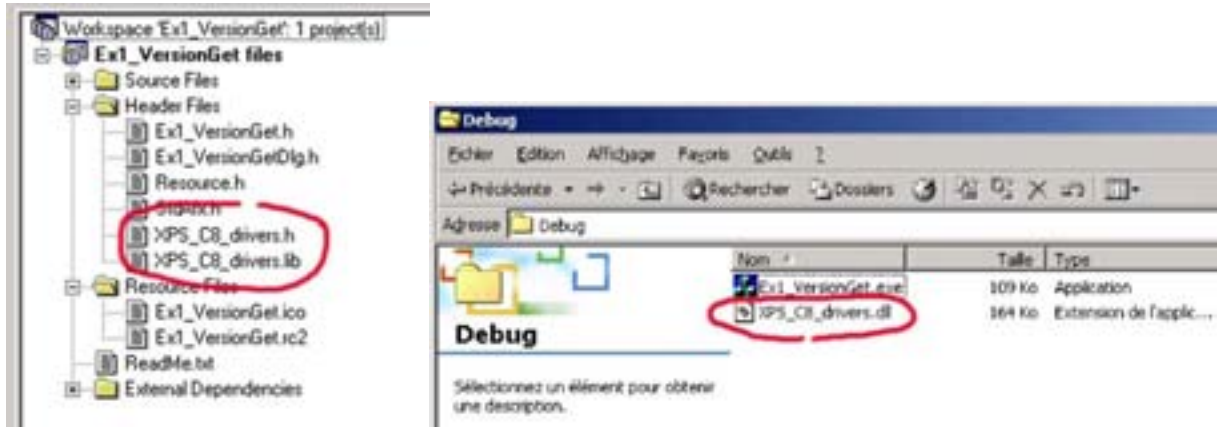 Workspace 'Ex1_VersionGet': 1 project(s)
Ex1_VersionGet files
Source Files
Header Files
Ex1_VersionGet.h
Ex1_VersionGetDlg.h
Resource.h
StdAfx.h
XPS_C8_drivers.h
XPS_C8_drivers.lib
Resource Files
Ex1_VersionGet.ico
Ex1_VersionGet.rc2
ReadMe.txt
External Dependencies
Debug
Fichier Edition Affichage Favoris Outils ?
Précédente Rechercher Dossiers
Adresse Debug
Nom Taille Type
Ex1_VersionGet.exe 109 Ko Application
XPS_C8_drivers.dll 164 Ko Extension de l'applic...
Debug
Sélectionnez un élément pour obtenir
une description.